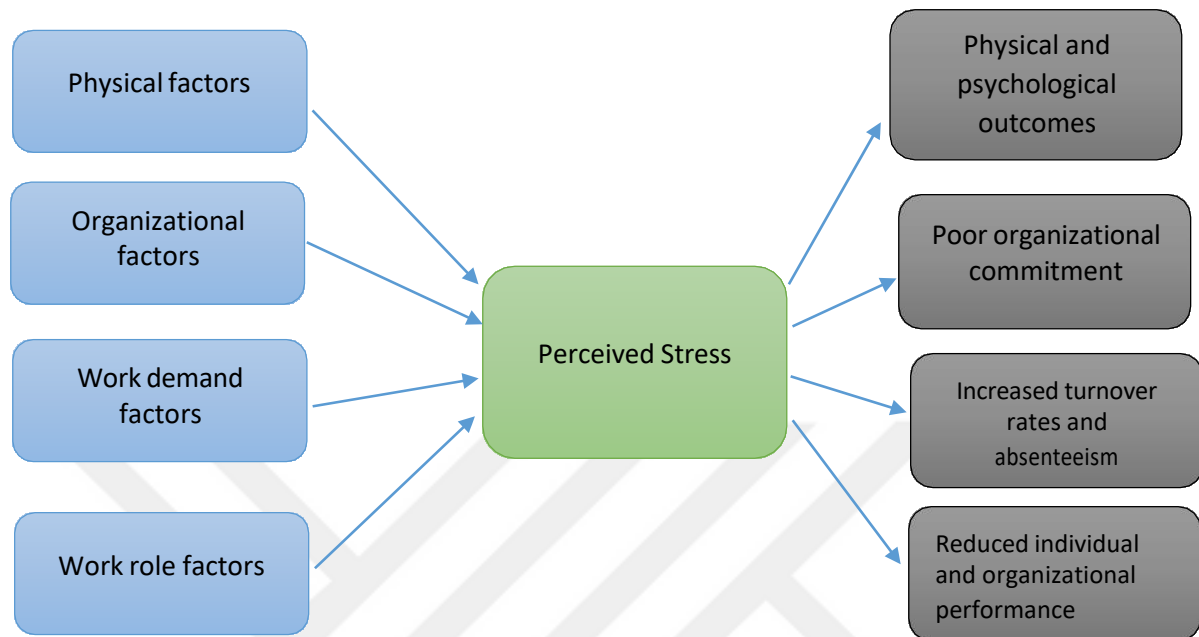 Physical factors
Organizational
factors
Work demand
factors
Work role factors
Perceived Stress
Physical and
psychological
outcomes
Poor organizational
commitment
Increased turnover
rates and
absenteeism
Reduced individual
and organizational
performance